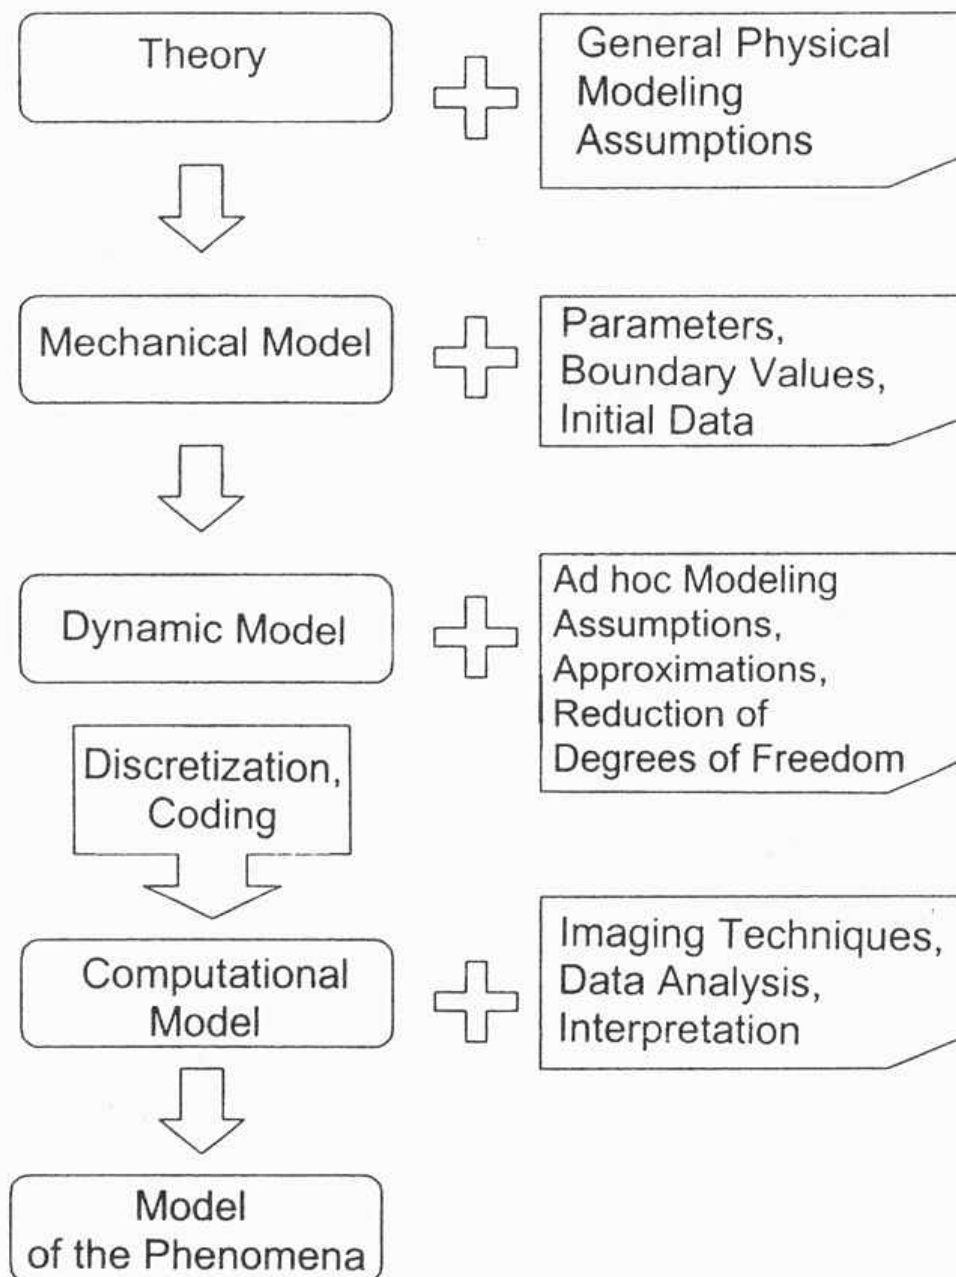 Theory
General Physical
Modeling
Assumptions
Mechanical Model
Parameters,
Boundary Values,
Initial Data
Dynamic Model
Ad hoc Modeling
Assumptions,
Approximations,
Reduction of
Degrees of Freedom
Discretization,
Coding
Computational
Model
Imaging Techniques,
Data Analysis,
Interpretation
Model
of the Phenomena